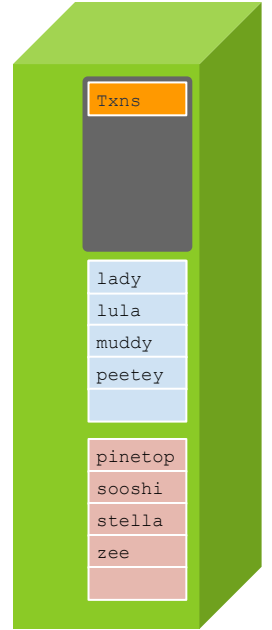 Txns
lady
lula
muddy
peetey
pinetop
sooshi
stella
zee